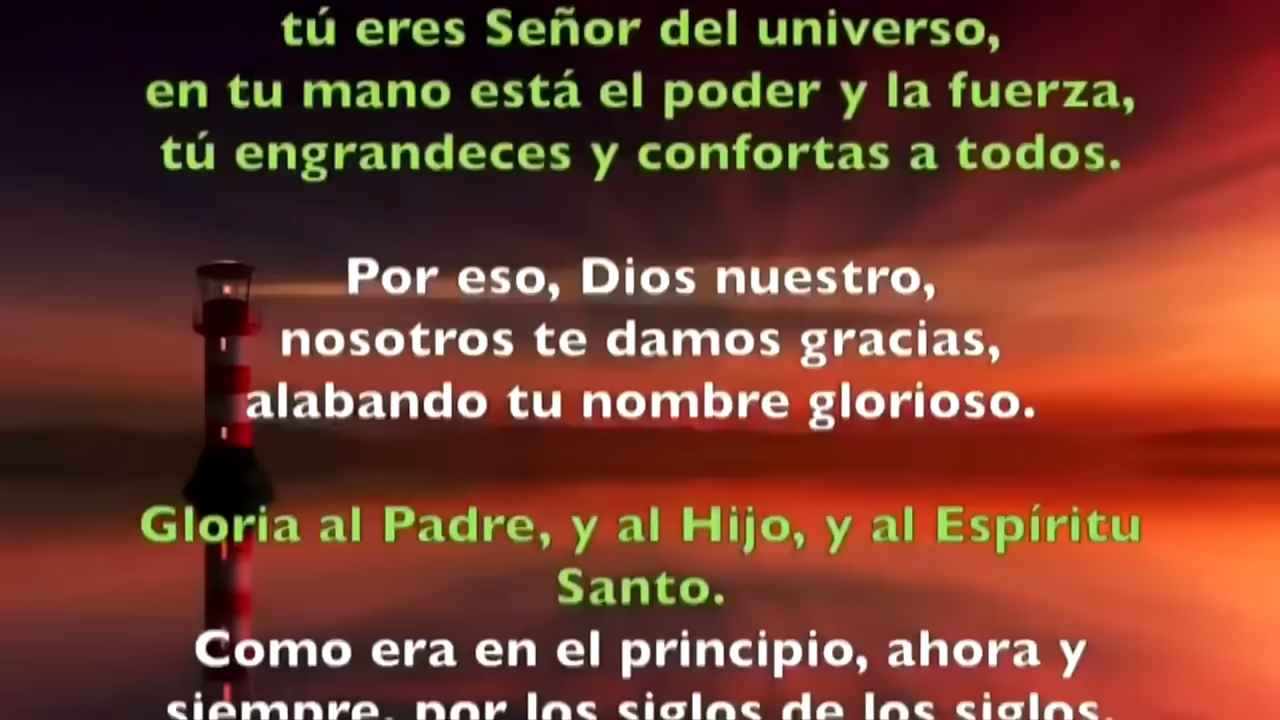 tú eres Señor del universo,
en tu mano está el poder y la fuerza,
tú engrandeces y confortas a todos.
Por eso, Dios nuestro,
nosotros te damos gracias,
alabando tu nombre glorioso.
Gloria al Padre, y al Hijo, y al Espíritu
Santo.
Como era en el principio, ahora y
siempre, por los siglos de los siglos.